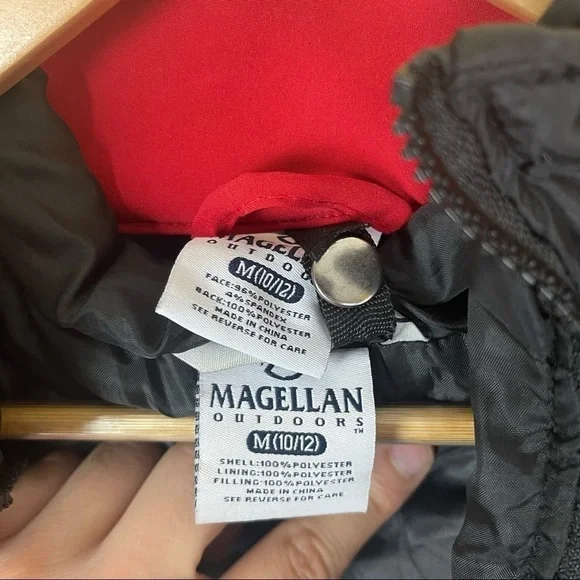 MAGELLAN
OUTDOORS
M(10/12)
FACE:96%POLYESTER
4%SPANDEX
BACK:100%POLYESTER
MADE IN CHINA
SEE REVERSE FOR CARE
MAGELLAN
OUTDOORS™
M(10/12)
SHELL:100%POLYESTER
LINING:100%POLYESTER
FILLING:100%POLYESTER
MADE IN CHINA
SEE REVERSE FOR CARE